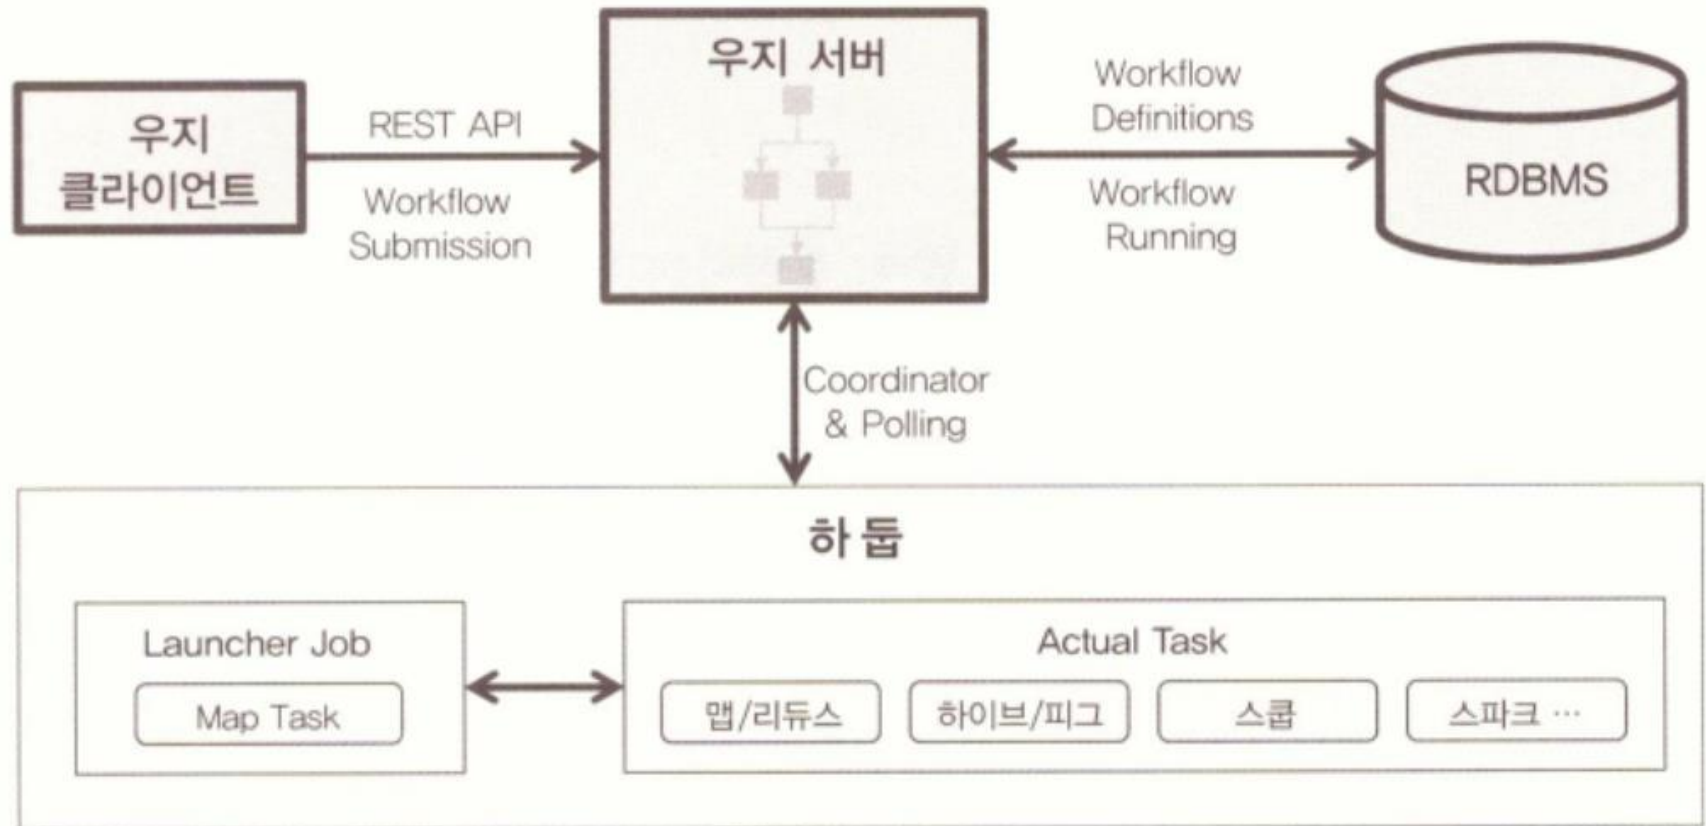 우지
클라이언트
REST API
Workflow
Submission
우지 서버
Workflow
Definitions
Workflow
Running
RDBMS
Coordinator
& Polling
하둡
Launcher Job
Map Task
Actual Task
맵/리듀스
하이브/피그
스쿱
스파크 ···